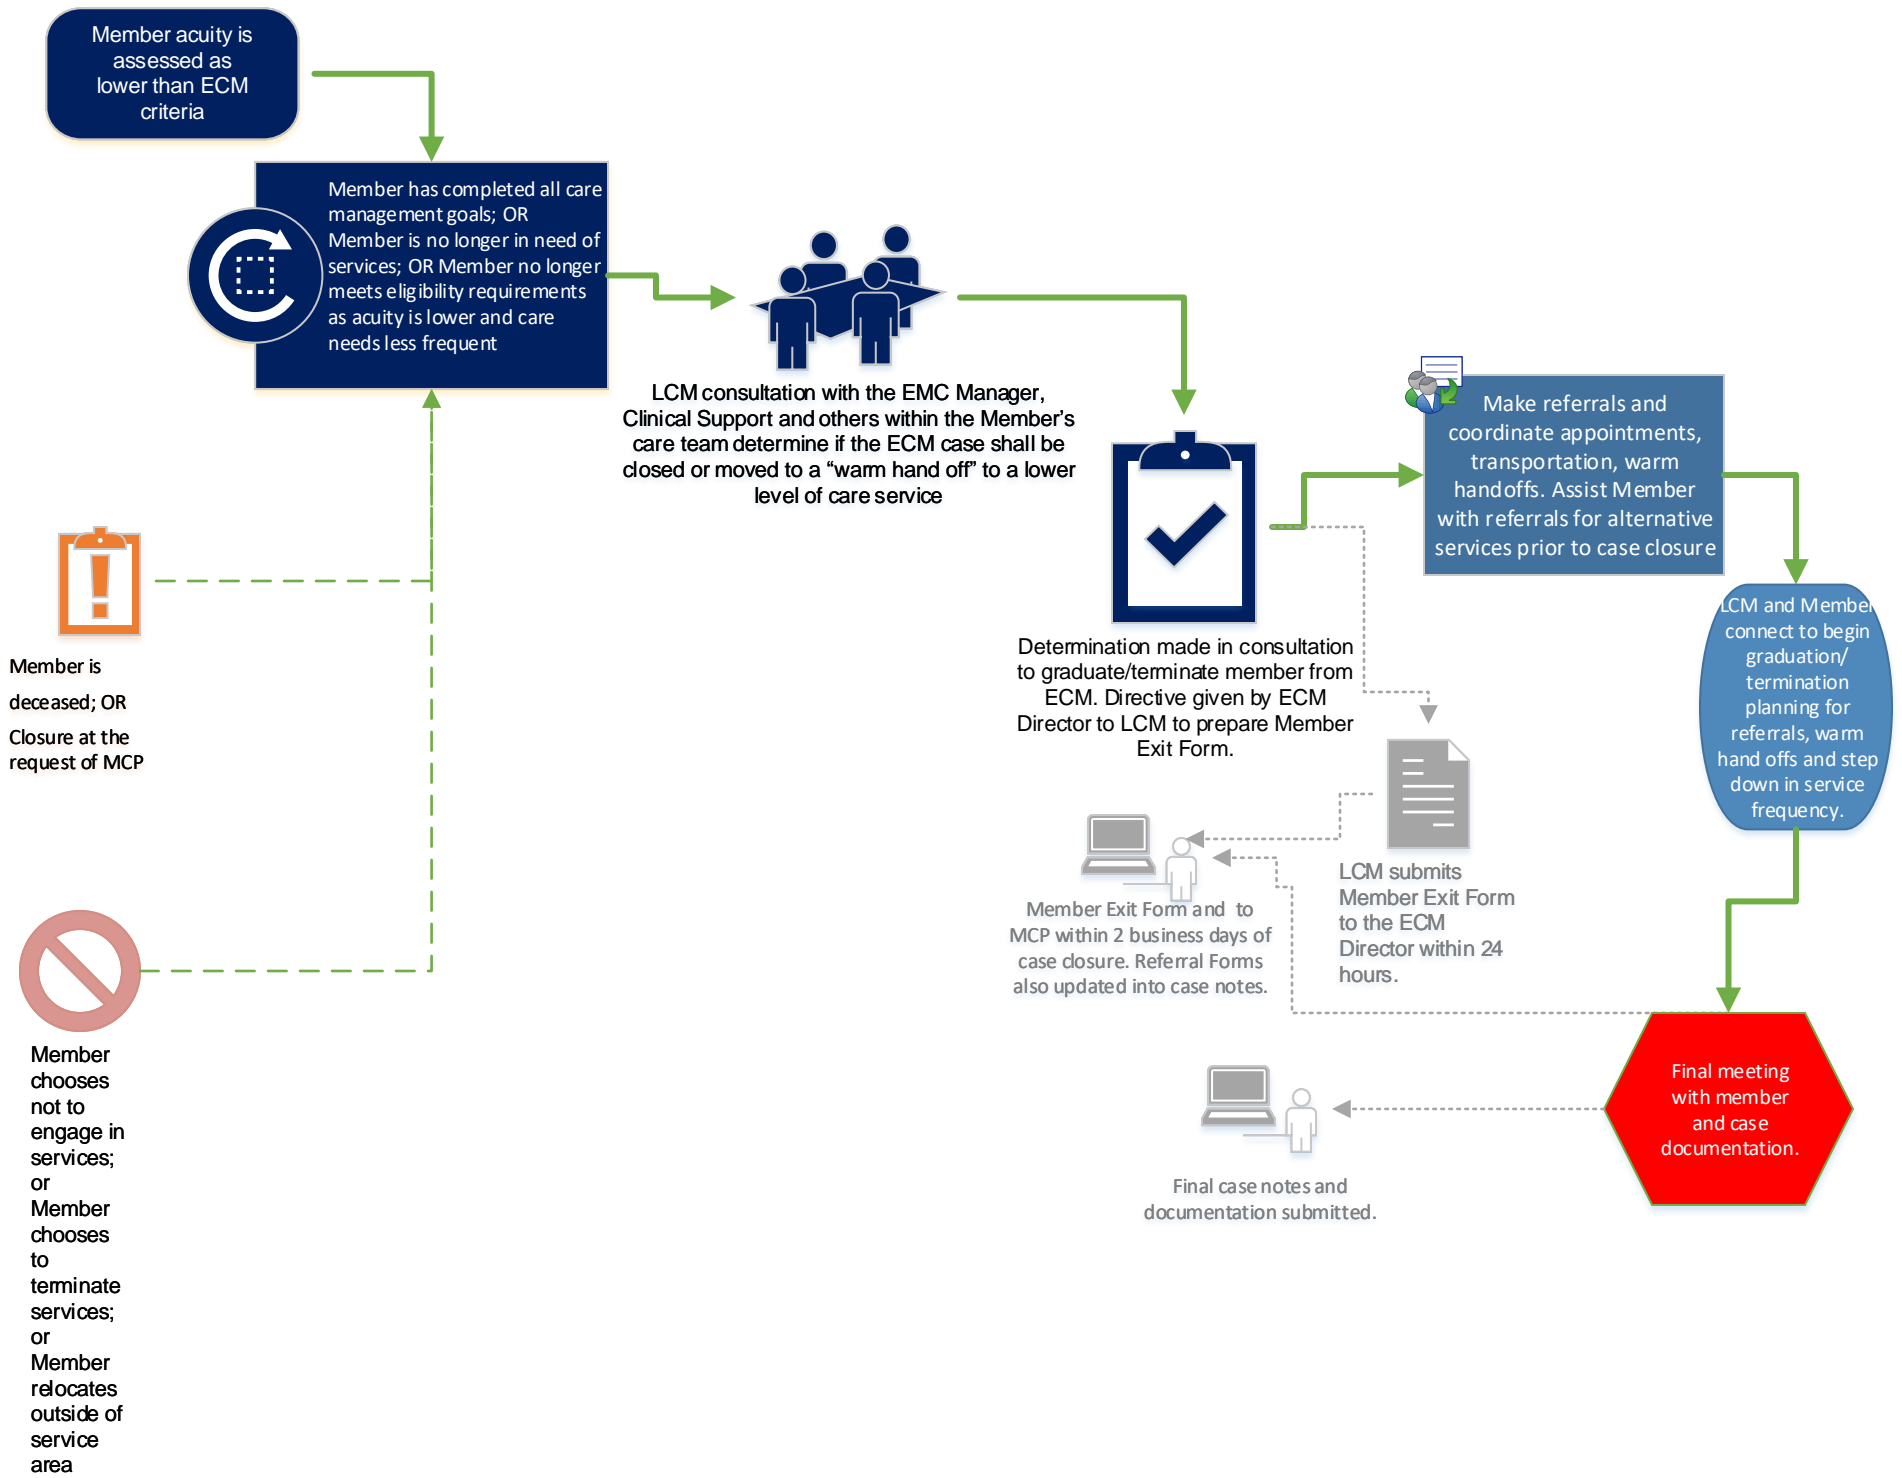 Member acuity is
assessed as
lower than ECM
criteria
Member has completed all care
management goals; OR
Member is no longer in need of
services; OR Member no longer
meets eligibility requirements
as acuity is lower and care
needs less frequent
LCM consultation with the EMC Manager,
Clinical Support and others within the Member’s
care team determine if the ECM case shall be
closed or moved to a “warm hand off” to a lower
level of care service
Make referrals and
coordinate appointments,
transportation, warm
handoffs. Assist Member
with referrals for alternative
services prior to case closure
Determination made in consultation
to graduate/terminate member from
ECM. Directive given by ECM
Director to LCM to prepare Member
Exit Form.
LCM and Member
connect to begin
graduation/
termination
planning for
referrals, warm
hand offs and step
down in service
frequency.
Member is
deceased; OR
Closure at the
request of MCP
LCM submits
Member Exit Form
to the ECM
Director within 24
hours.
Member Exit Form and  to
MCP within 2 business days of
case closure. Referral Forms
also updated into case notes.
Final meeting
with member
and case
documentation.
Final case notes and
documentation submitted.
Member
chooses
not to
engage in
services;
or
Member
chooses
to
terminate
services;
or
Member
relocates
outside of
service
area